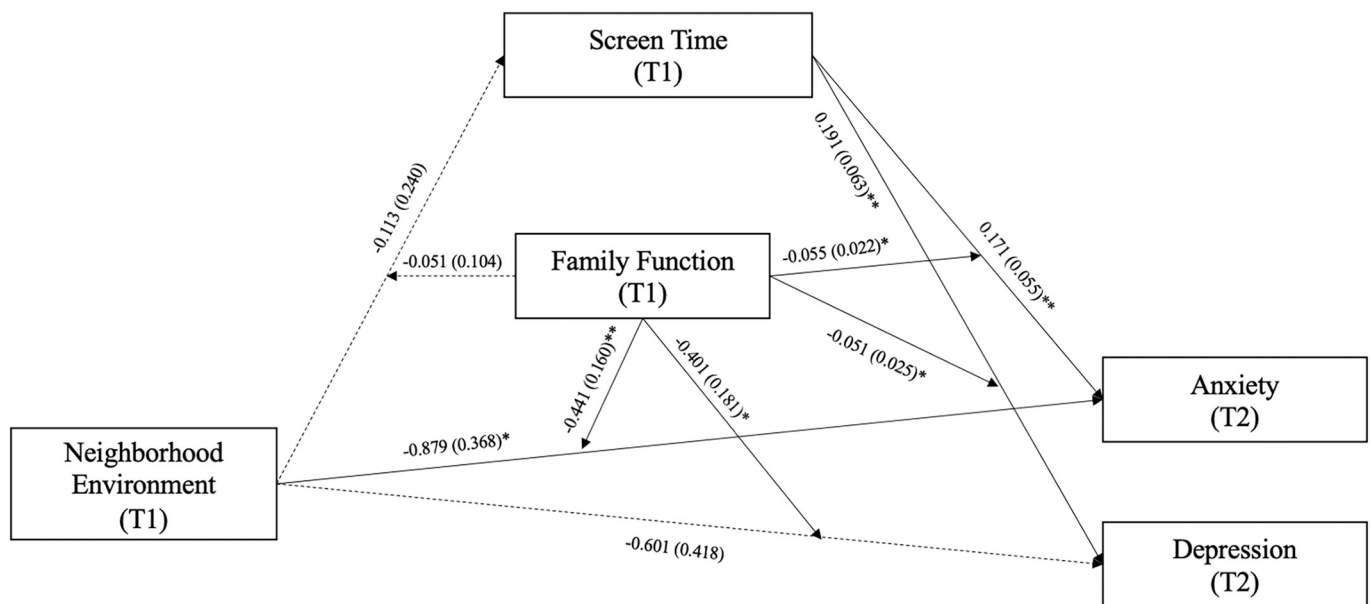 Screen Time
(T1)
-0.113 (0.240)
0.191 (0.063)**
0.171 (0.055)**
Family Function
(T1)
-0.051 (0.104)
-0.055 (0.022)*
-0.051 (0.025)*
-0.441 (0.160)**
-0.401 (0.181)*
Neighborhood
Environment
(T1)
-0.879 (0.368)*
-0.601 (0.418)
Anxiety
(T2)
Depression
(T2)